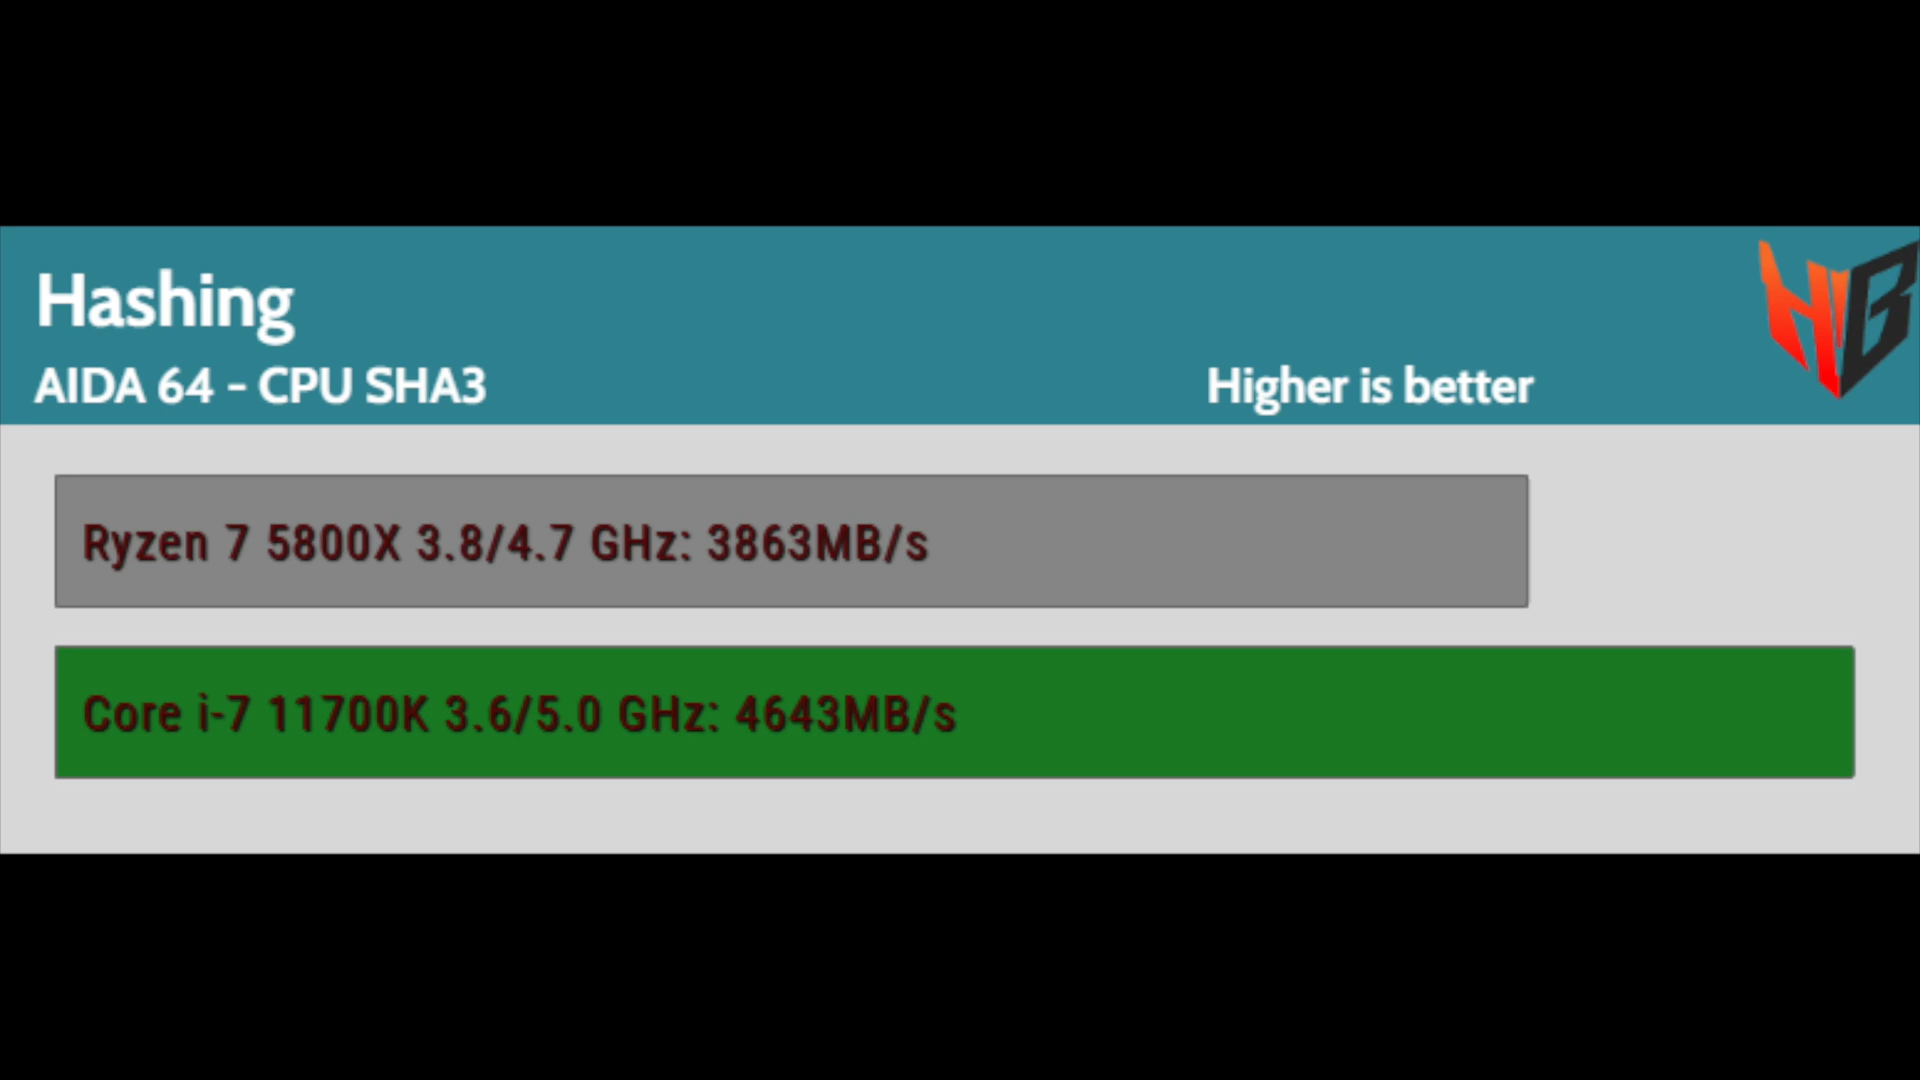 Hashing
AIDA 64 - CPU SHA3
Higher is better
HB
Ryzen 7 5800X 3.8/4.7 GHz: 3863MB/s
Core i-7 11700K 3.6/5.0 GHz: 4643MB/s